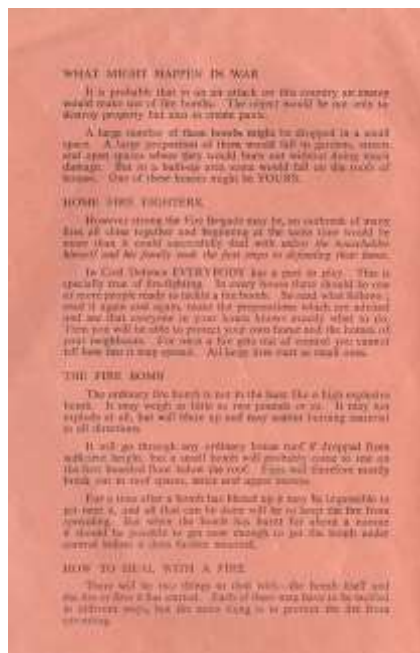 WHAT MIGHT HAPPEN IN WAR
It is probable that in an air attack on this country an enemy
would make use of fire bombs. The object would be not only to
destroy property but also to create panic.
A large number of these bombs might be dropped in a small
space. A large proportion of them would fall in gardens, streets
and open spaces where they would burn out without doing much
damage. But in a built-up area some would fall on the roofs of
houses. One of these houses might be YOURS.
HOME FIRE FIGHTERS.
However strong the Fire Brigade may be, an outbreak of many
fires all close together and beginning at the same time would be
more than it could successfully deal with unless the householder
himself and his family took the first steps in defending their home.
In Civil Defence EVERYBODY has a part to play. This is
specially true of fire-fighting. In every house there should be one
or more people ready to tackle a fire bomb. So read what follows;
read it again and again, make the preparations which are advised
and see that everyone in your house knows exactly what to do.
Then you will be able to protect your own home and the homes of
your neighbours. For once a fire gets out of control you cannot
tell how far it may spread. All large fires start as small ones.
THE FIRE BOMB
The ordinary fire bomb is not in the least like a high explosive
bomb. It may weigh as little as two pounds or so. It may not
explode at all, but will blaze up and may scatter burning material
in all directions.
It will go through any ordinary house roof if dropped from
sufficient height, but a small bomb will probably come to rest on
the first boarded floor below the roof. Fires will therefore mostly
break out in roof spaces, attics and upper storeys.
For a time after a bomb has blazed up it may be impossible to
get near it, and all that can be done will be to keep the fire from
spreading. But when the bomb has burnt for about a minute
it should be possible to get near enough to get the bomb under
control before
HOW TO DEAL WITH A FIRE
There will be two things to deal with—the bomb itself and
the fire or fires it has started. Each of these may have to be tackled
in different ways, but the main thing is to prevent the fire from
spreading.